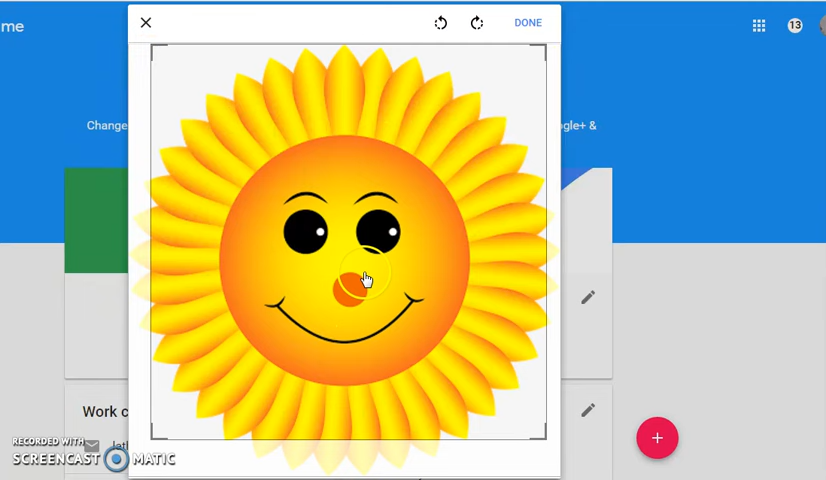 me
13
DONE
Change
gle+ &
Work c
RECORDED WITH
SCREENCAST MATIC